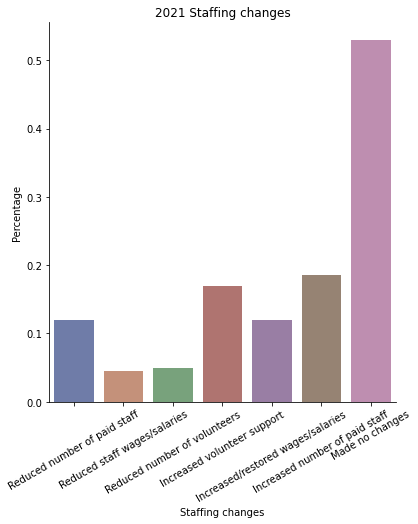 2021 Staffing changes
Percentage
0.5
0.4
0.3
0.2
0.1
0.0
Reduced number of paid staff
Reduced staff wages/salaries
Reduced number of volunteers
Increased volunteer support
Increased/restored wages/salaries
Increased number of paid staff
Made no changes
Staffing changes